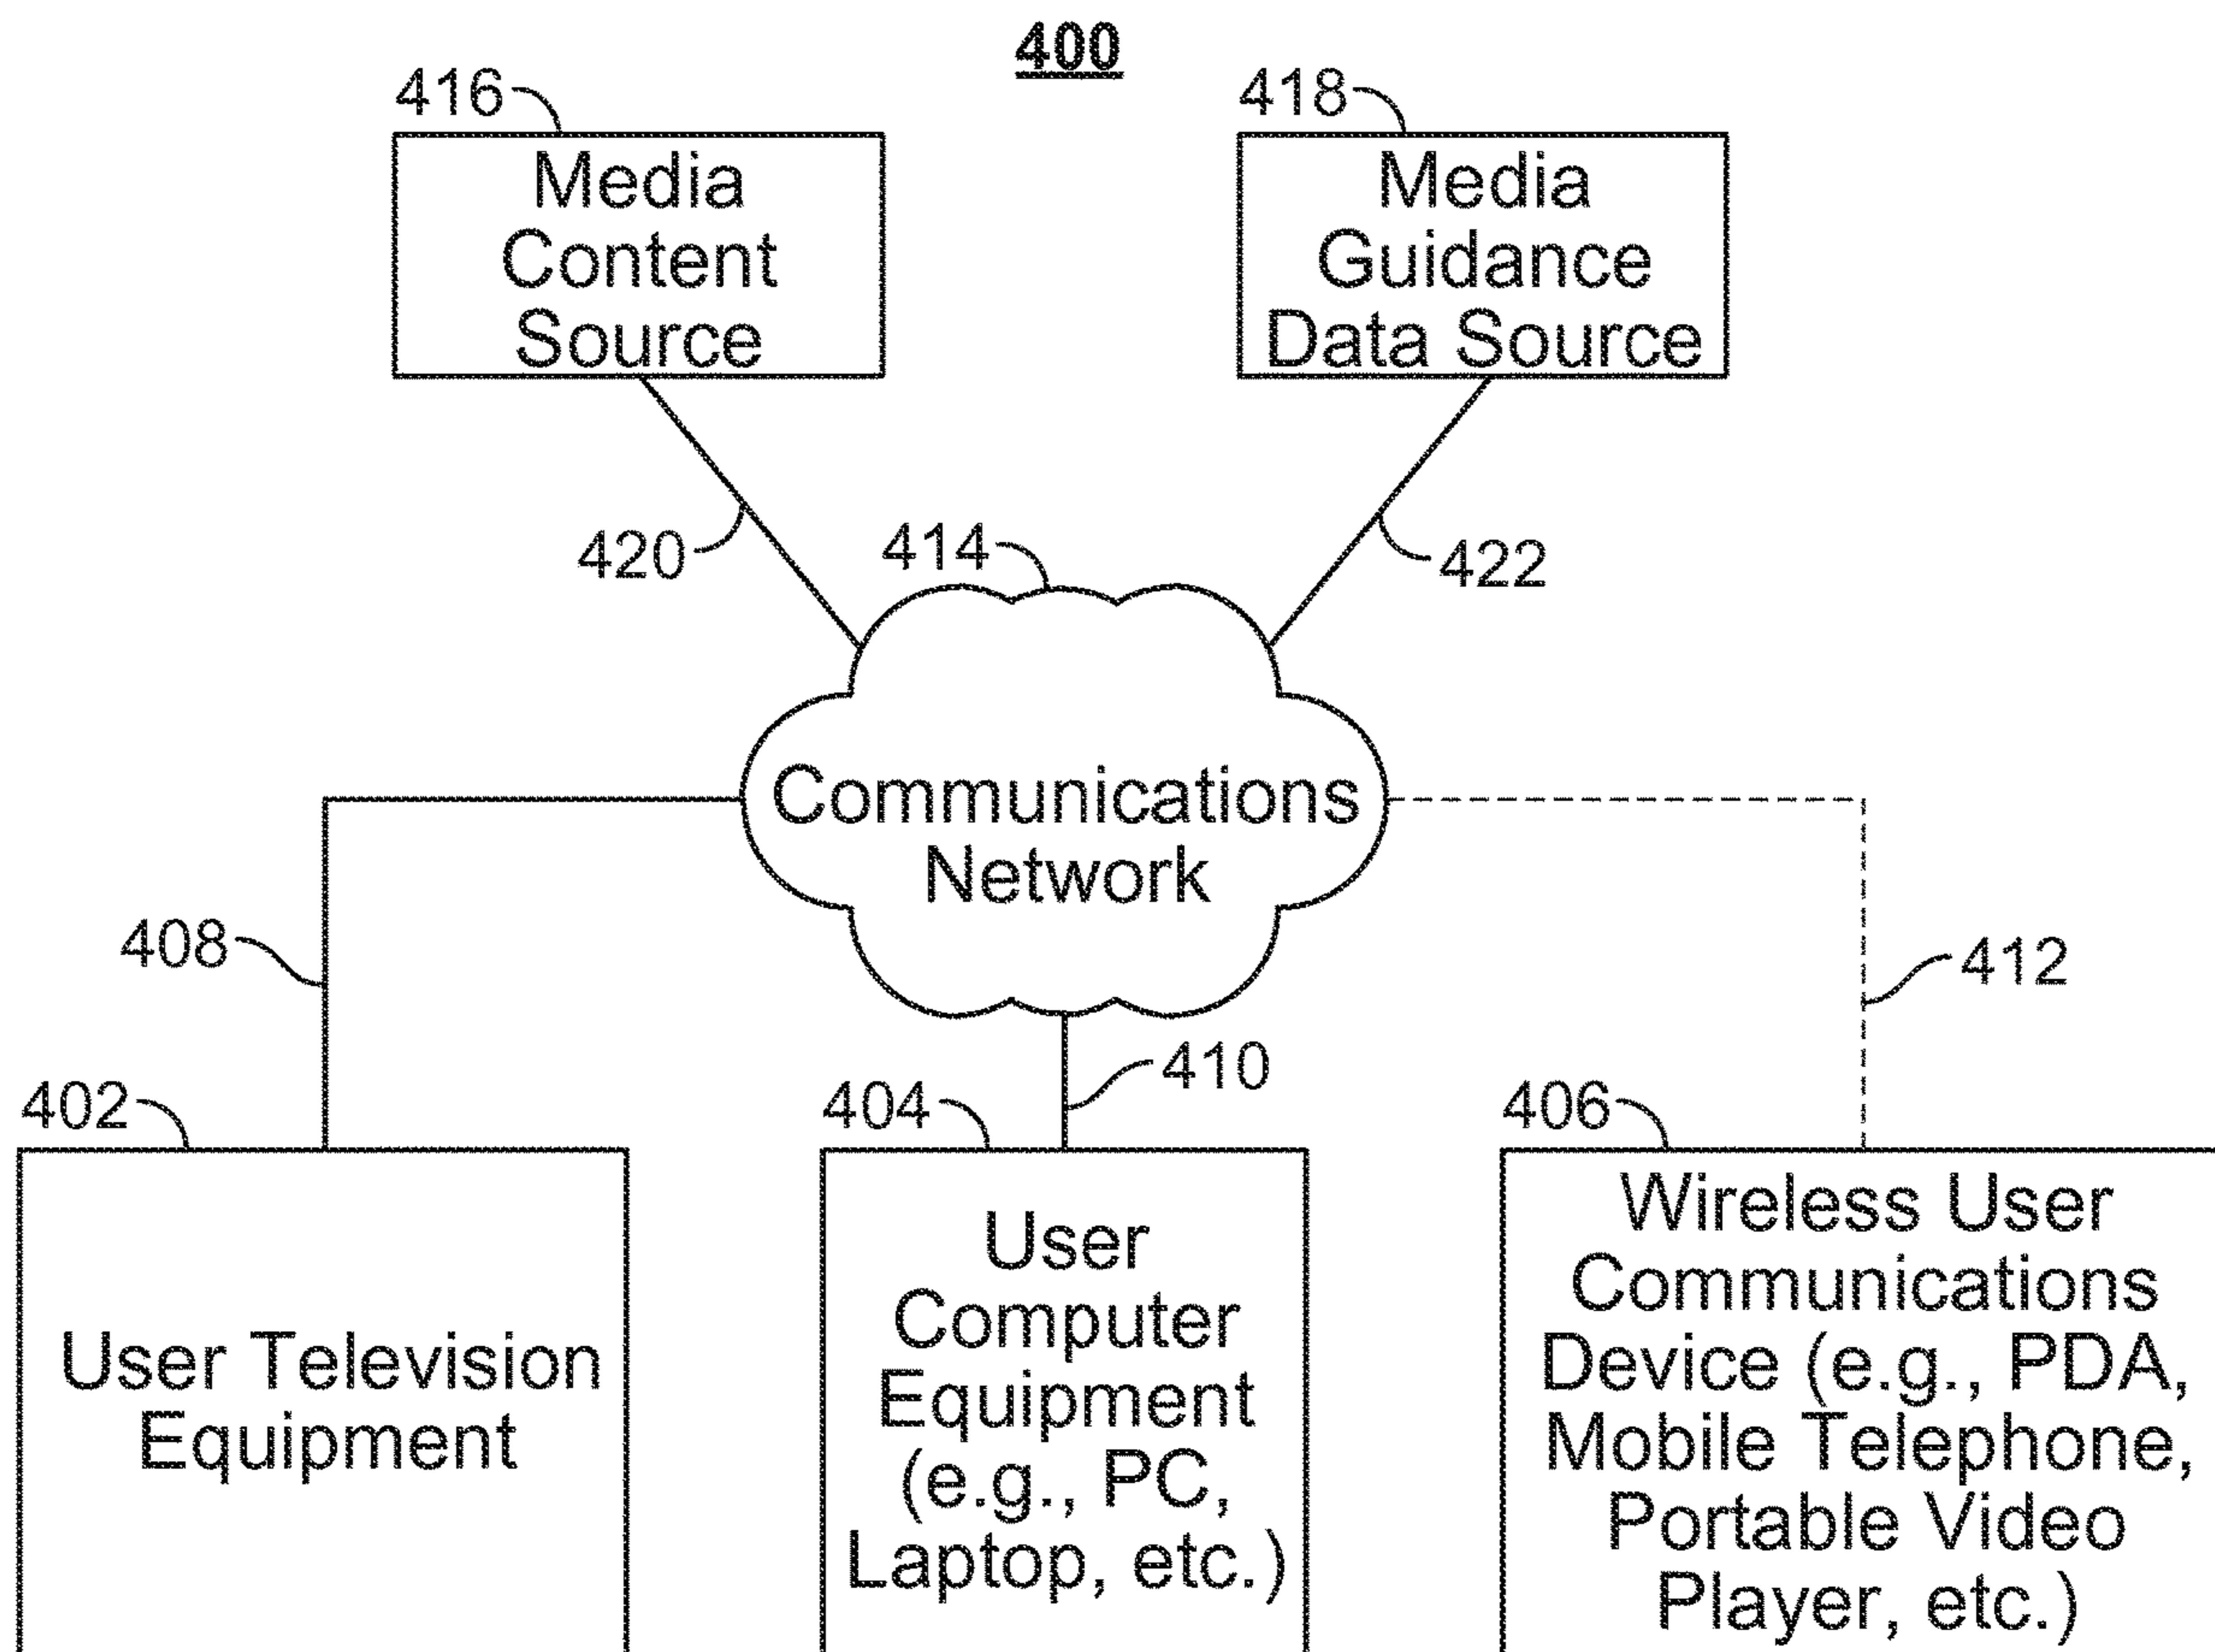 400
416
Media
Content
Source
418
Media
Guidance
Data Source
420
414
422
Communications
Network
408
412
410
402
User Television
Equipment
404
User
Computer
Equipment
(e.g., PC,
Laptop, etc.)
406
Wireless User
Communications
Device (e.g., PDA,
Mobile Telephone,
Portable Video
Player, etc.)